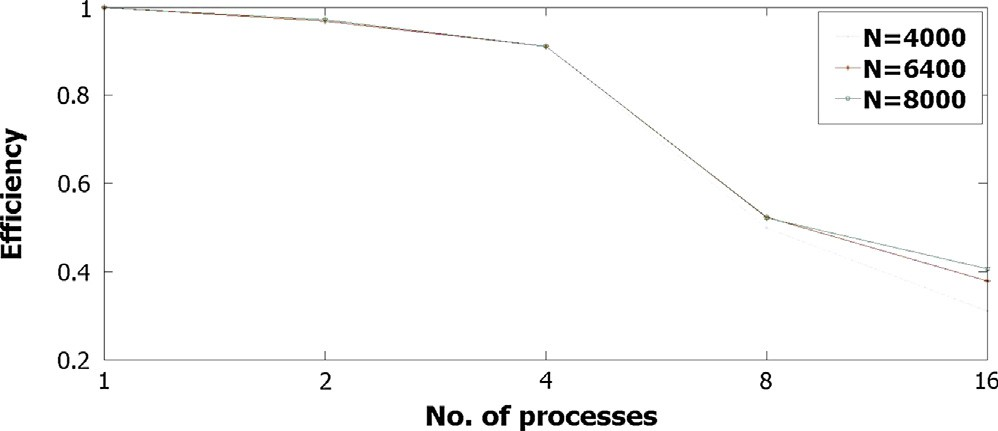 1
0.8
0.6
0.4
0.2
Efficiency
1 2 4 8 16
No. of processes
N=4000
N=6400
N=8000